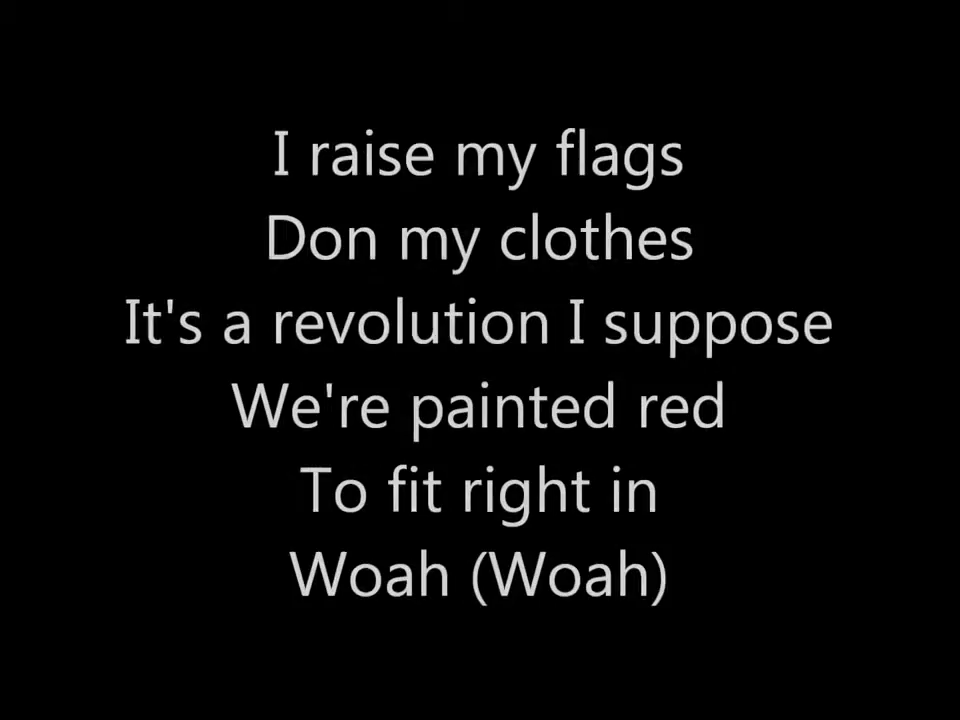 I raise my flags
Don my clothes
It's a revolution I suppose
We're painted red
To fit right in
Woah (Woah)